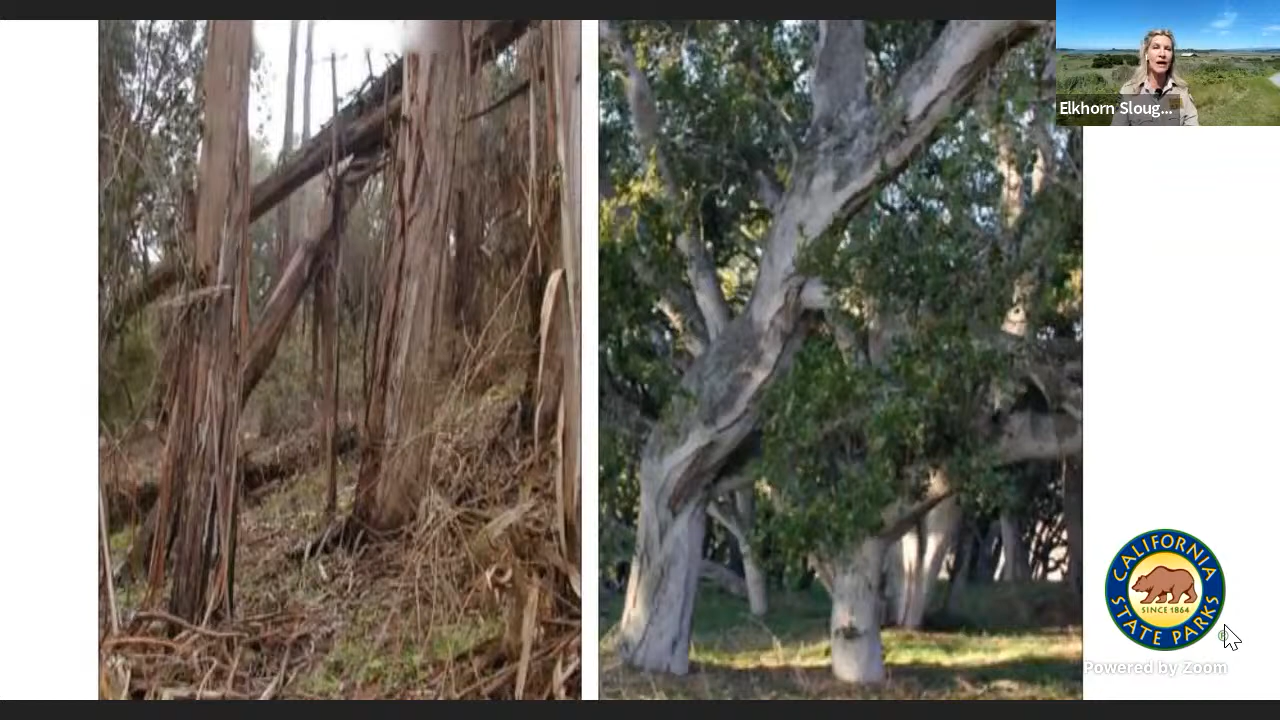 Elkhorn Sloug...
CALIFORNIA
SINCE 1864
STATE PARKS
Powered by Zoom